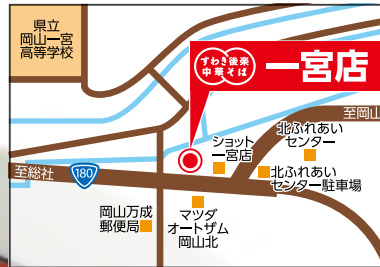 県立
岡山一宮
高等学校
すわき後楽
中華そば
一宮店
至岡山
ショット
一宮店
北ふれあい
センター
至総社
180
北ふれあい
センター駐車場
岡山万成
郵便局
マツダ
オートザム
岡山北